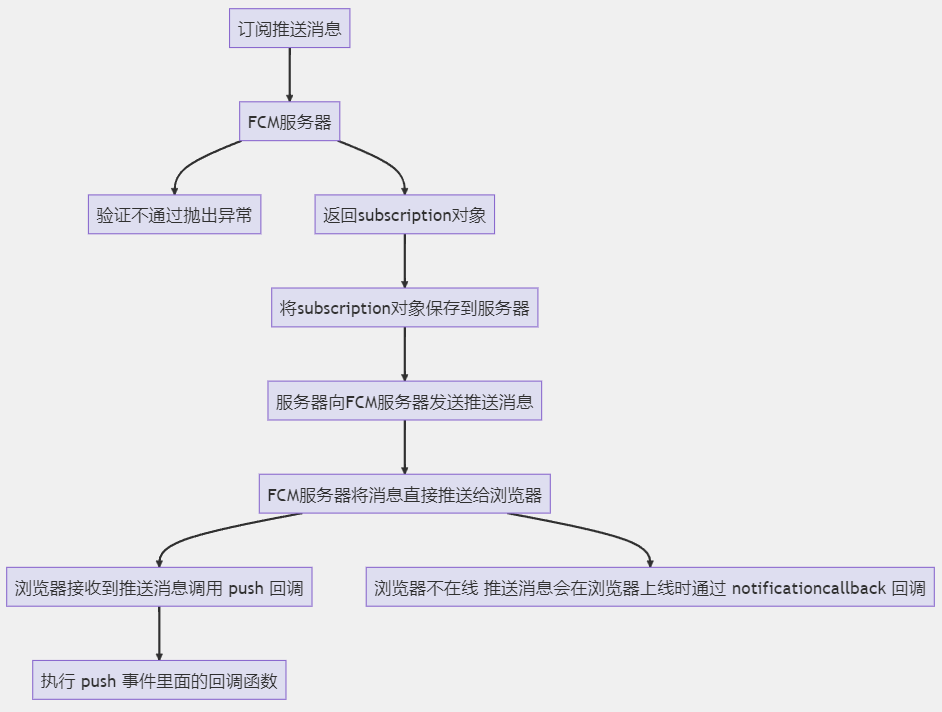 订阅推送消息
FCM服务器
验证不通过抛出异常
返回subscription对象
将subscription对象保存到服务器
服务器向FCM服务器发送推送消息
FCM服务器将消息直接推送给浏览器
浏览器接收到推送消息调用 push 回调
浏览器不在线 推送消息会在浏览器上线时通过 notificationcallback 回调
执行 push 事件里面的回调函数